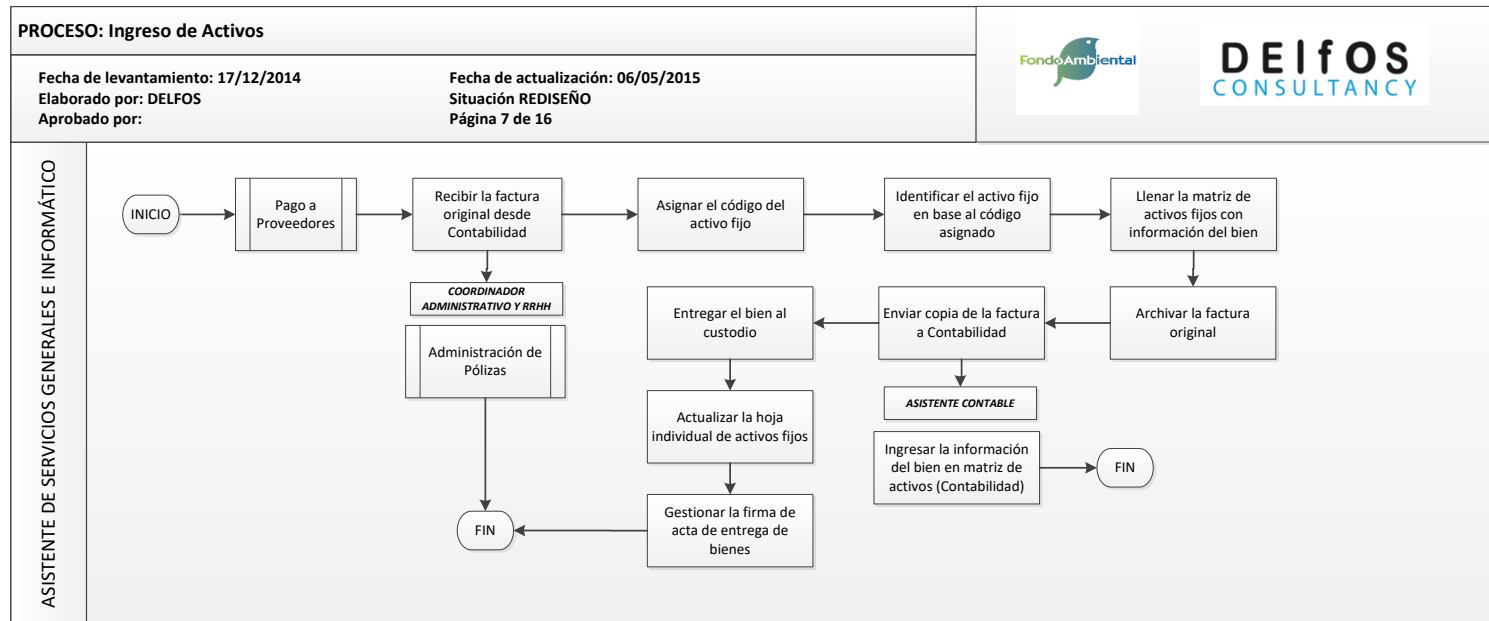 PROCESO: Ingreso de Activos
Fecha de levantamiento: 17/12/2014
Elaborado por: DELFOS
Aprobado por:
Fecha de actualización: 06/05/2015
Situación REDISEÑO
Página 7 de 16
FondoAmbiental
DElfOS
CONSULTANCY
ASISTENTE DE SERVICIOS GENERALES E INFORMÁTICO
INICIO
Pago a
Proveedores
Recibir la factura
original desde
Contabilidad
Asignar el código del
activo fijo
Identificar el activo fijo
en base al código
asignado
Llenar la matriz de
activos fijos con
información del bien
COORDINADOR
ADMINISTRATIVO Y RRHH
Administración de
Pólizas
Entregar el bien al
custodio
Enviar copia de la factura
a Contabilidad
Archivar la factura
original
ASISTENTE CONTABLE
Actualizar la hoja
individual de activos fijos
Ingresar la información
del bien en matriz de
activos (Contabilidad)
FIN
Gestionar la firma de
acta de entrega de
bienes
FIN